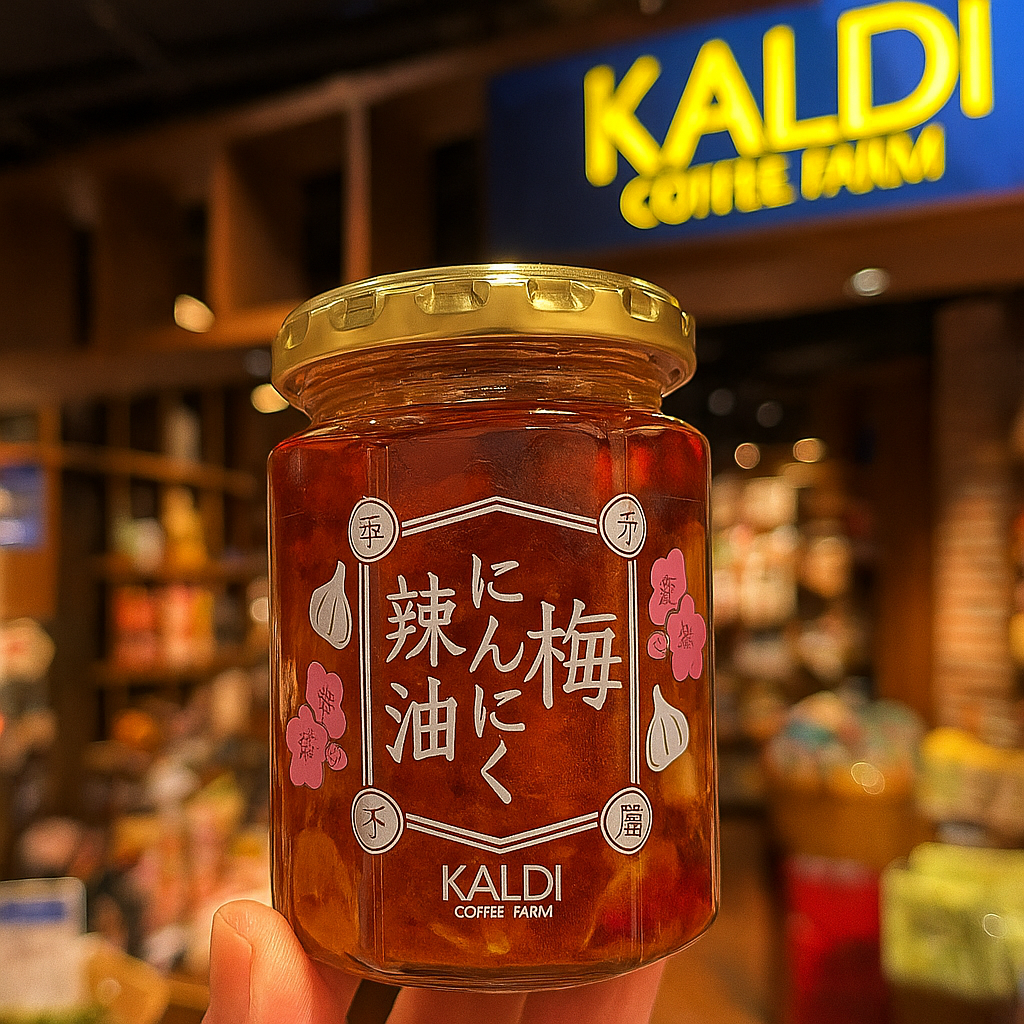 KALDI
COFFEE FARM
梅
にんにく
辣油
KALDI
COFFEE FARM